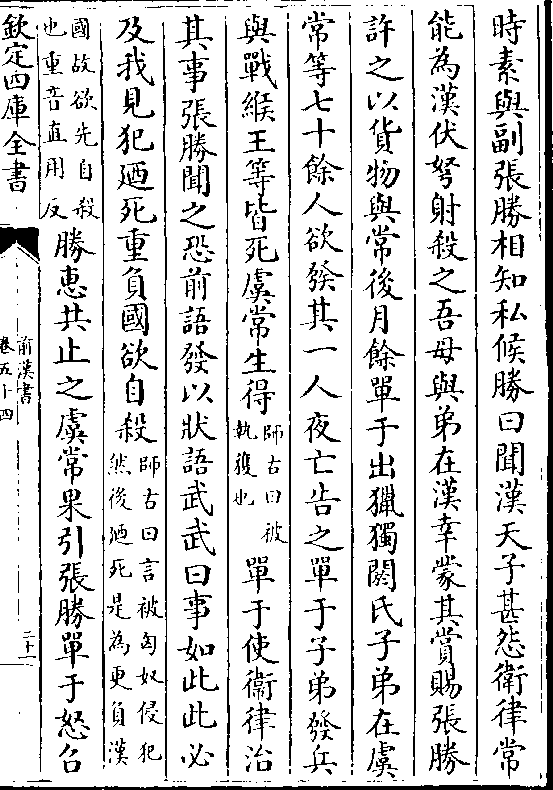 時素與副張勝相知私候勝曰聞漢天子甚怨衛律常
能為漢伏弩射殺之吾母與弟在漢幸蒙其賞賜張勝
許之以貨物與常後月餘單于出獵獨閼氏子弟在虞
常等七十餘人欲發其一人夜亡告之單于子弟發兵
與戰緱王等皆死虞常生得
師古曰被
執獲也
單于使衞律治
其事張勝聞之恐前語發以狀語武武曰事如此此必
及我見犯廼死重負國欲自殺
師古曰言被匈奴侵犯
然後廼死是為更負漢
國故欲先自殺
也重音直用反
勝惠共止之虞常果引張勝單于怒召
欽定四庫全書
前漢書
卷五十四
二十一